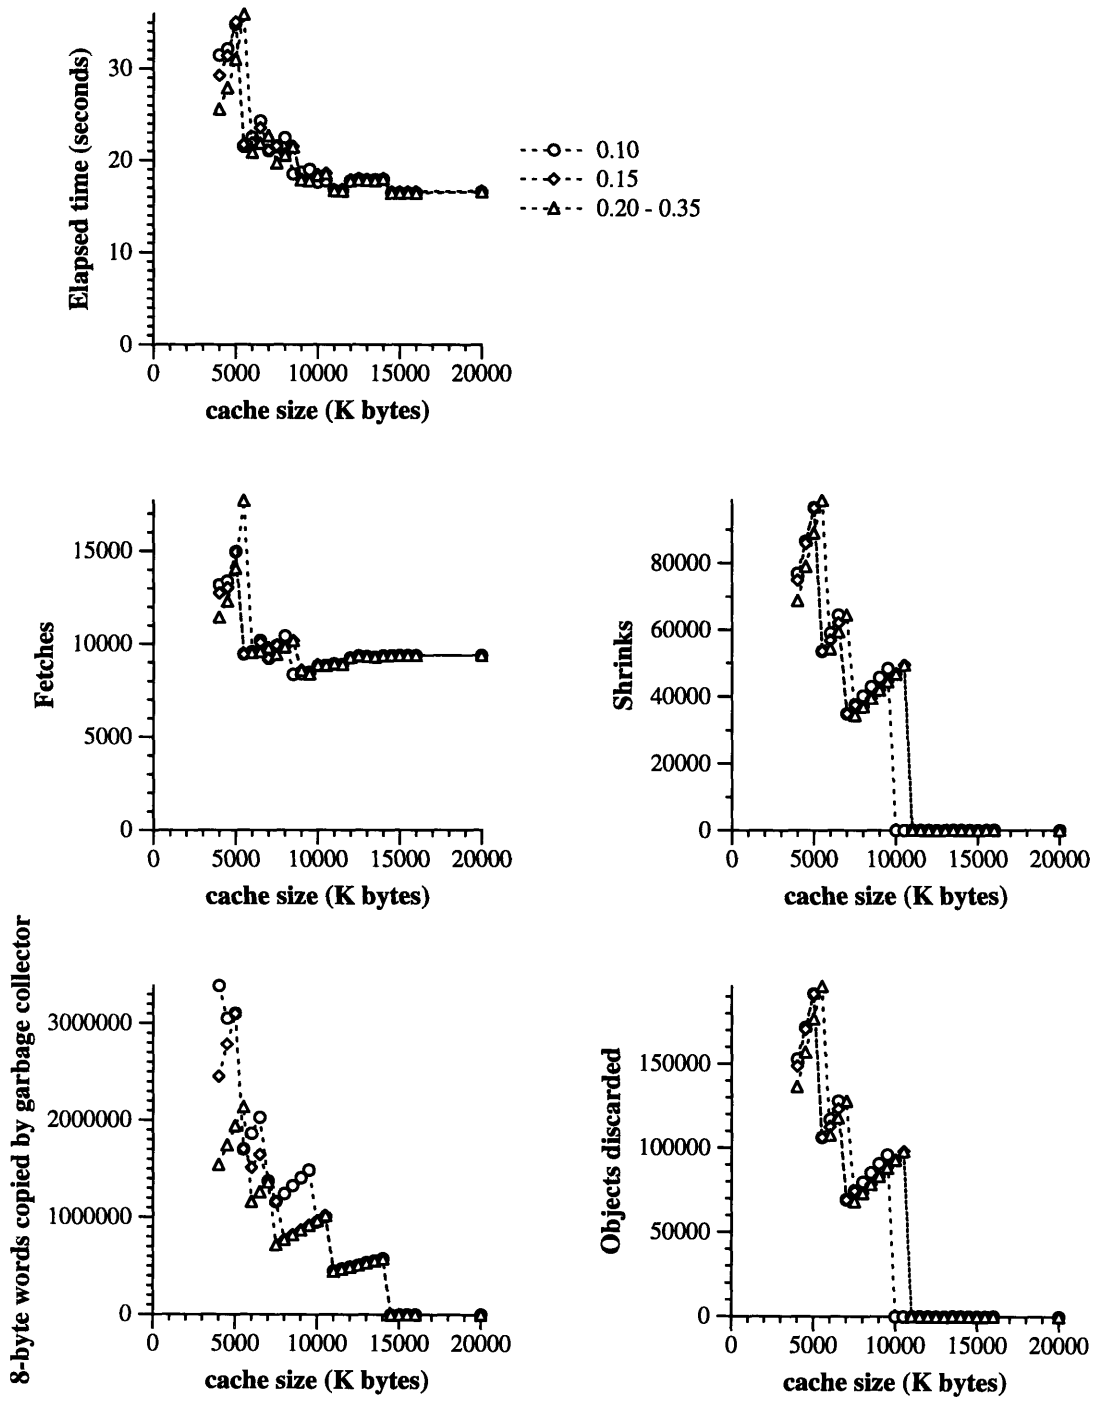 Elapsed time (seconds)
30
20
10
0
0 5000 10000 15000 20000
cache size (K bytes)
0.10
0.15
0.20 - 0.35
Fetches
15000
10000
5000
0
0 5000 10000 15000 20000
cache size (K bytes)
Shrinks
80000
60000
40000
20000
0
0 5000 10000 15000 20000
cache size (K bytes)
8-byte words copied by garbage collector
3000000
2000000
1000000
0
0 5000 10000 15000 20000
cache size (K bytes)
Objects discarded
150000
100000
50000
0
0 5000 10000 15000 20000
cache size (K bytes)